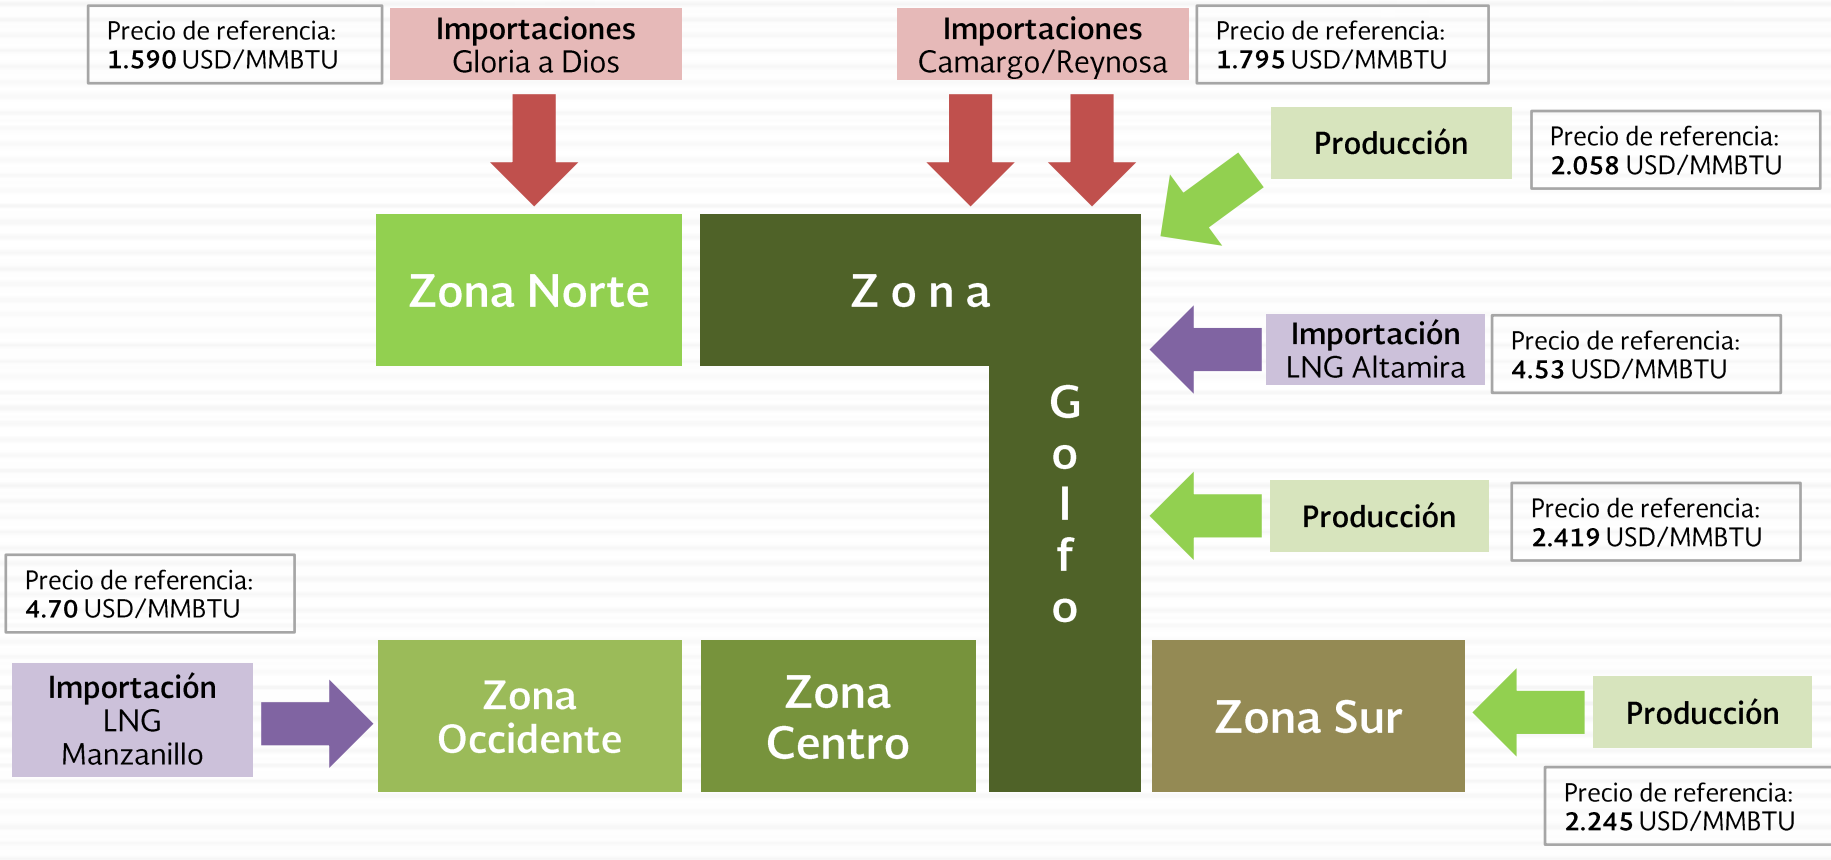 Precio de referencia:
1.590 USD/MMBTU
Importaciones
Gloria a Dios
Importaciones
Camargo/Reynosa
Precio de referencia:
1.795 USD/MMBTU
Producción
Precio de referencia:
2.058 USD/MMBTU
Zona Norte
Zona
Golfo
Importación
LNG Altamira
Precio de referencia:
4.53 USD/MMBTU
Producción
Precio de referencia:
2.419 USD/MMBTU
Precio de referencia:
4.70 USD/MMBTU
Importación
LNG
Manzanillo
Zona
Occidente
Zona
Centro
Zona Sur
Producción
Precio de referencia:
2.245 USD/MMBTU